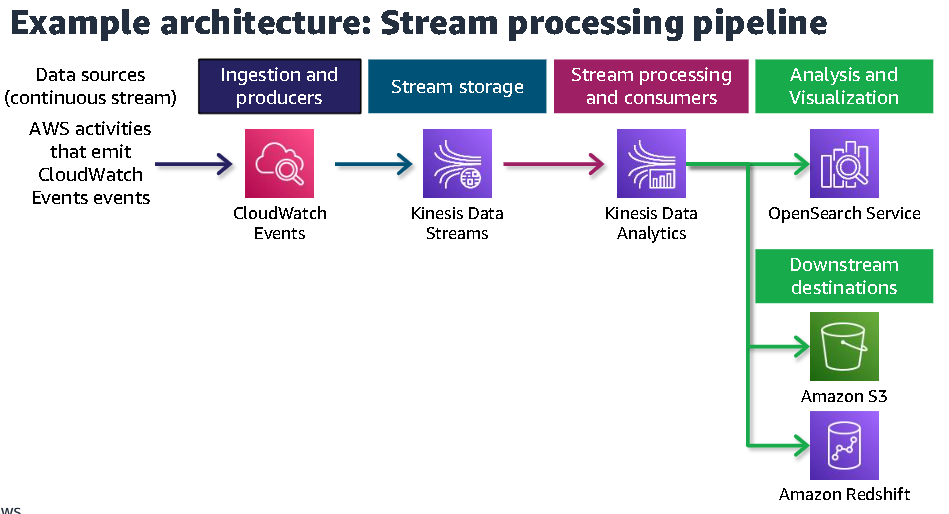 Example architecture: Stream processing pipeline
Data sources
(continuous stream)
Ingestion and
producers
Stream storage
Stream processing
and consumers
Analysis and
Visualization
AWS activities
that emit
CloudWatch
Events events
CloudWatch
Events
Kinesis Data
Streams
Kinesis Data
Analytics
OpenSearch Service
Downstream
destinations
Amazon S3
Amazon Redshift
ws